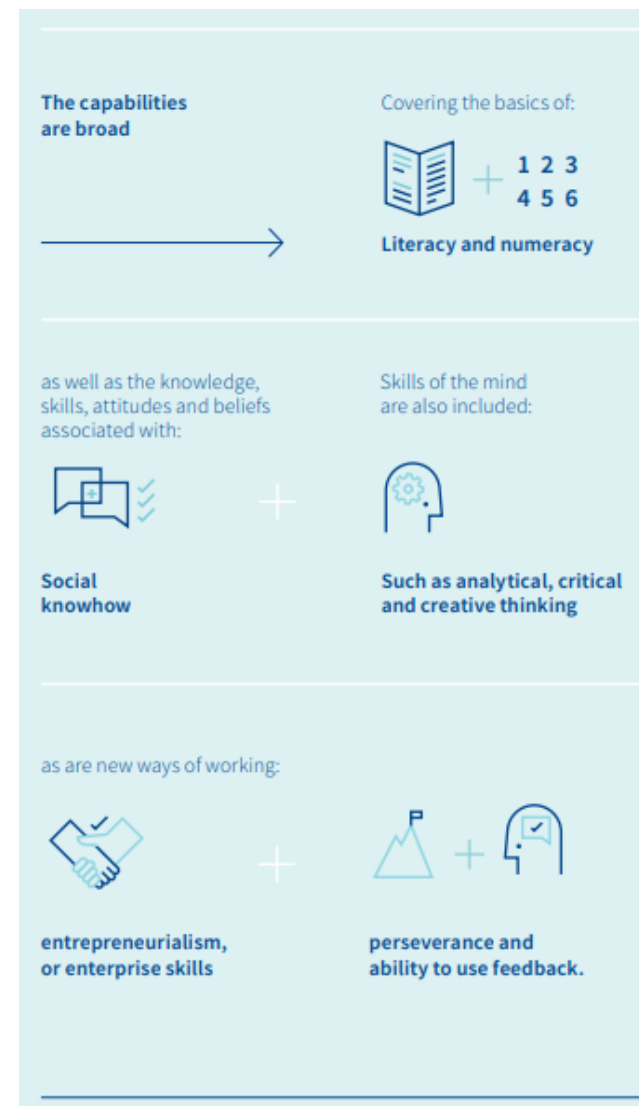 The capabilities
are broad
Covering the basics of:
1 2 3
4 5 6
Literacy and numeracy
as well as the knowledge,
skills, attitudes and beliefs
associated with:
Social
knowhow
Skills of the mind
are also included:
Such as analytical, critical
and creative thinking
as are new ways of working:
entrepreneurialism,
or enterprise skills
perseverance and
ability to use feedback.